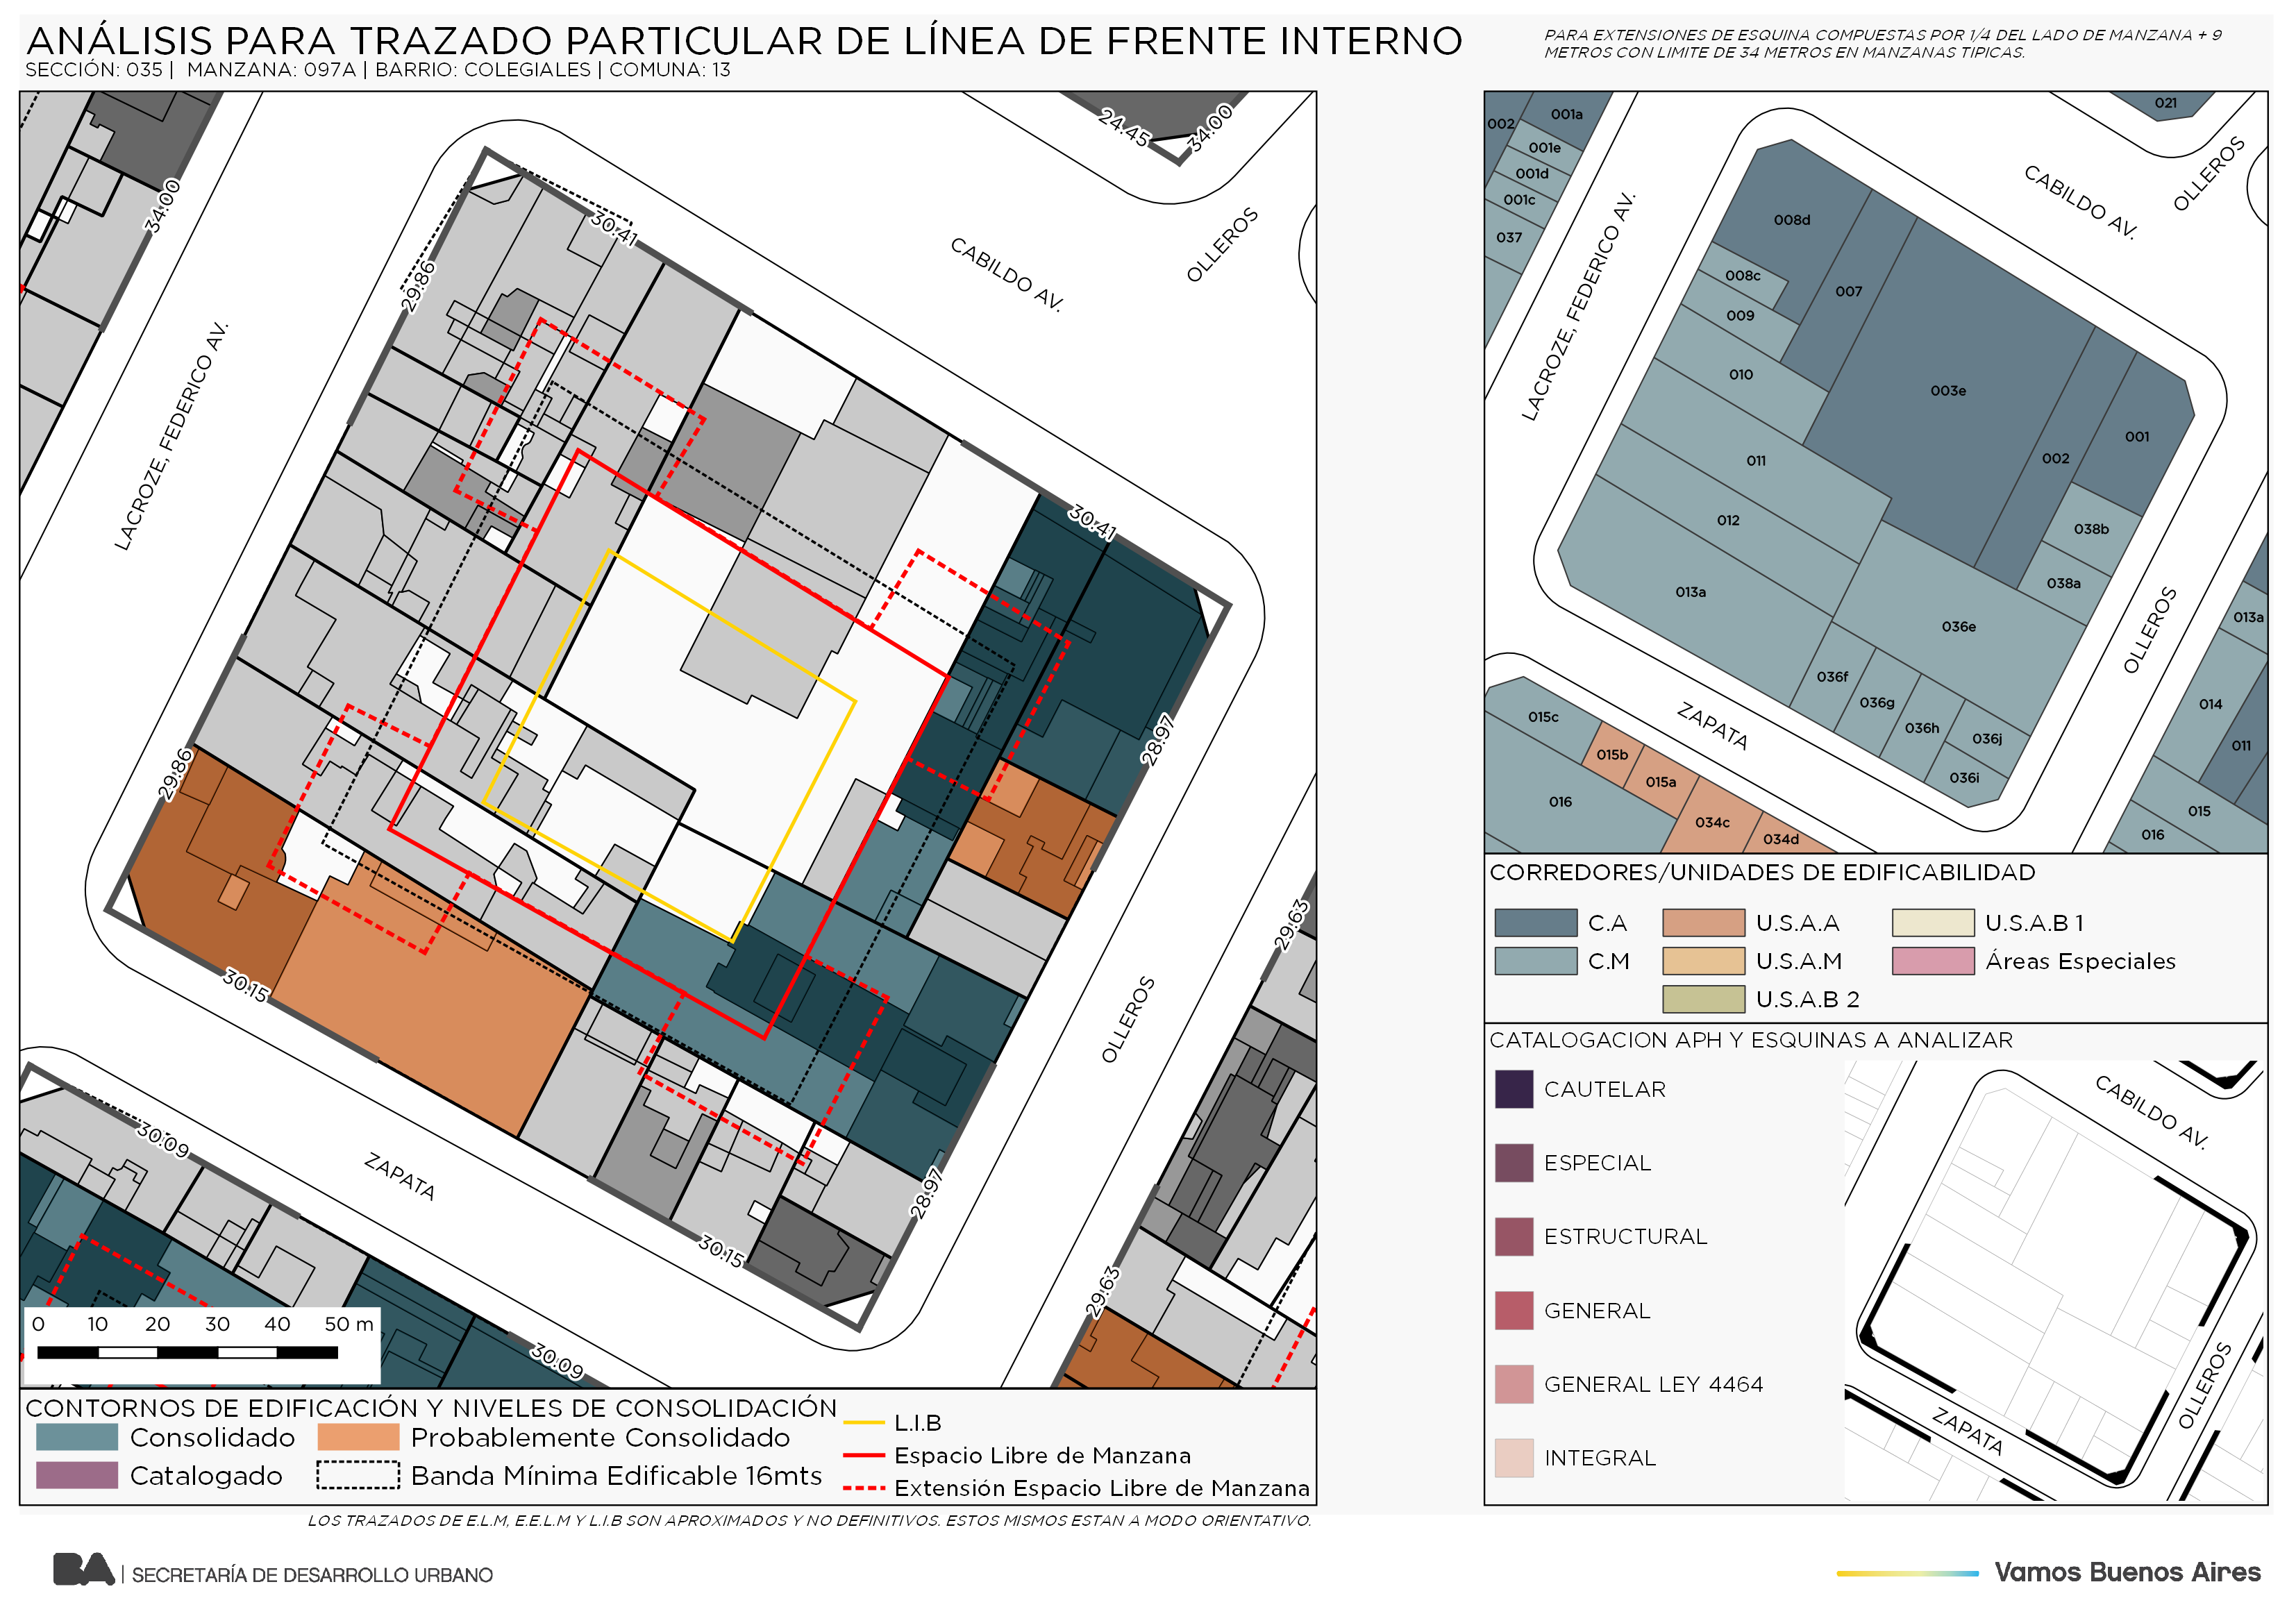 ANÁLISIS PARA TRAZADO PARTICULAR DE LÍNEA DE FRENTE INTERNO
SECCIÓN: 035 | MANZANA: 097A | BARRIO: COLEGIALES | COMUNA: 13
PARA EXTENSIONES DE ESQUINA COMPUESTAS POR 1/4 DEL LADO DE MANZANA + 9
METROS CON LIMITE DE 34 METROS EN MANZANAS TIPICAS.
24.45
34.00
34.00
30.41
29.86
CABILDO AV.
OLLEROS
LACROZE, FEDERICO AV.
30.41
28.97
29.86
30.15
29.63
OLLEROS
30.09
ZAPATA
28.97
30.15
29.63
30.09
0 10 20 30 40 50 m
CONTORNOS DE EDIFICACIÓN Y NIVELES DE CONSOLIDACIÓN
Consolidado
Probablemente Consolidado
Catalogado
Banda Mínima Edificable 16mts
L.I.B
Espacio Libre de Manzana
Extensión Espacio Libre de Manzana
LOS TRAZADOS DE E.L.M, E.E.L.M Y L.I.B SON APROXIMADOS Y NO DEFINITIVOS. ESTOS MISMOS ESTAN A MODO ORIENTATIVO.
021
001a
002
001e
001d
001c
037
CABILDO AV.
OLLEROS
LACROZE, FEDERICO AV.
008d
008c
007
009
010
003e
001
002
011
038b
012
038a
013a
036e
013a
OLLEROS
036f
036g
036h
036j
036i
014
011
015
016
ZAPATA
015c
015b
015a
016
034c
034d
CORREDORES/UNIDADES DE EDIFICABILIDAD
C.A
U.S.A.A
U.S.A.B 1
C.M
U.S.A.M
Áreas Especiales
U.S.A.B 2
CATALOGACION APH Y ESQUINAS A ANALIZAR
CAUTELAR
ESPECIAL
ESTRUCTURAL
GENERAL
GENERAL LEY 4464
INTEGRAL
CABILDO AV.
OLLEROS
ZAPATA
BA | SECRETARÍA DE DESARROLLO URBANO
Vamos Buenos Aires